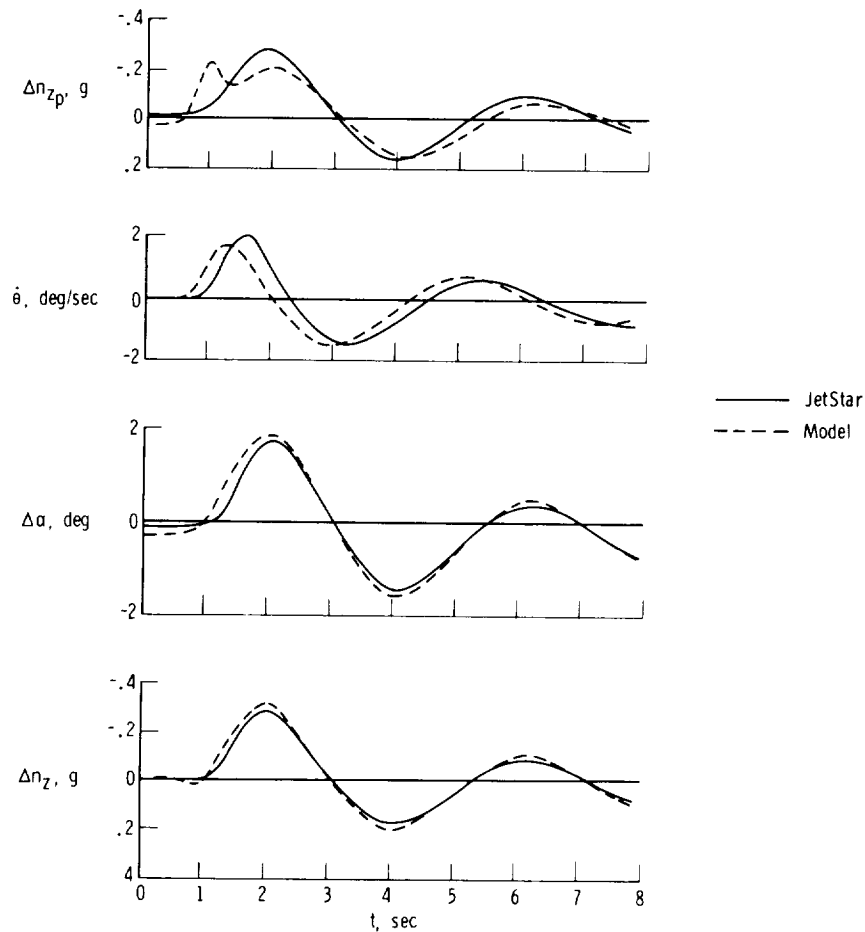 -.4
-.2
Δn_zp, g
0
.2
2
θ̇, deg/sec
0
-2
JetStar
Model
2
Δα, deg
0
-2
-.4
-.2
Δn_z, g
0
.2
4
0 1 2 3 4 5 6 7 8
t, sec